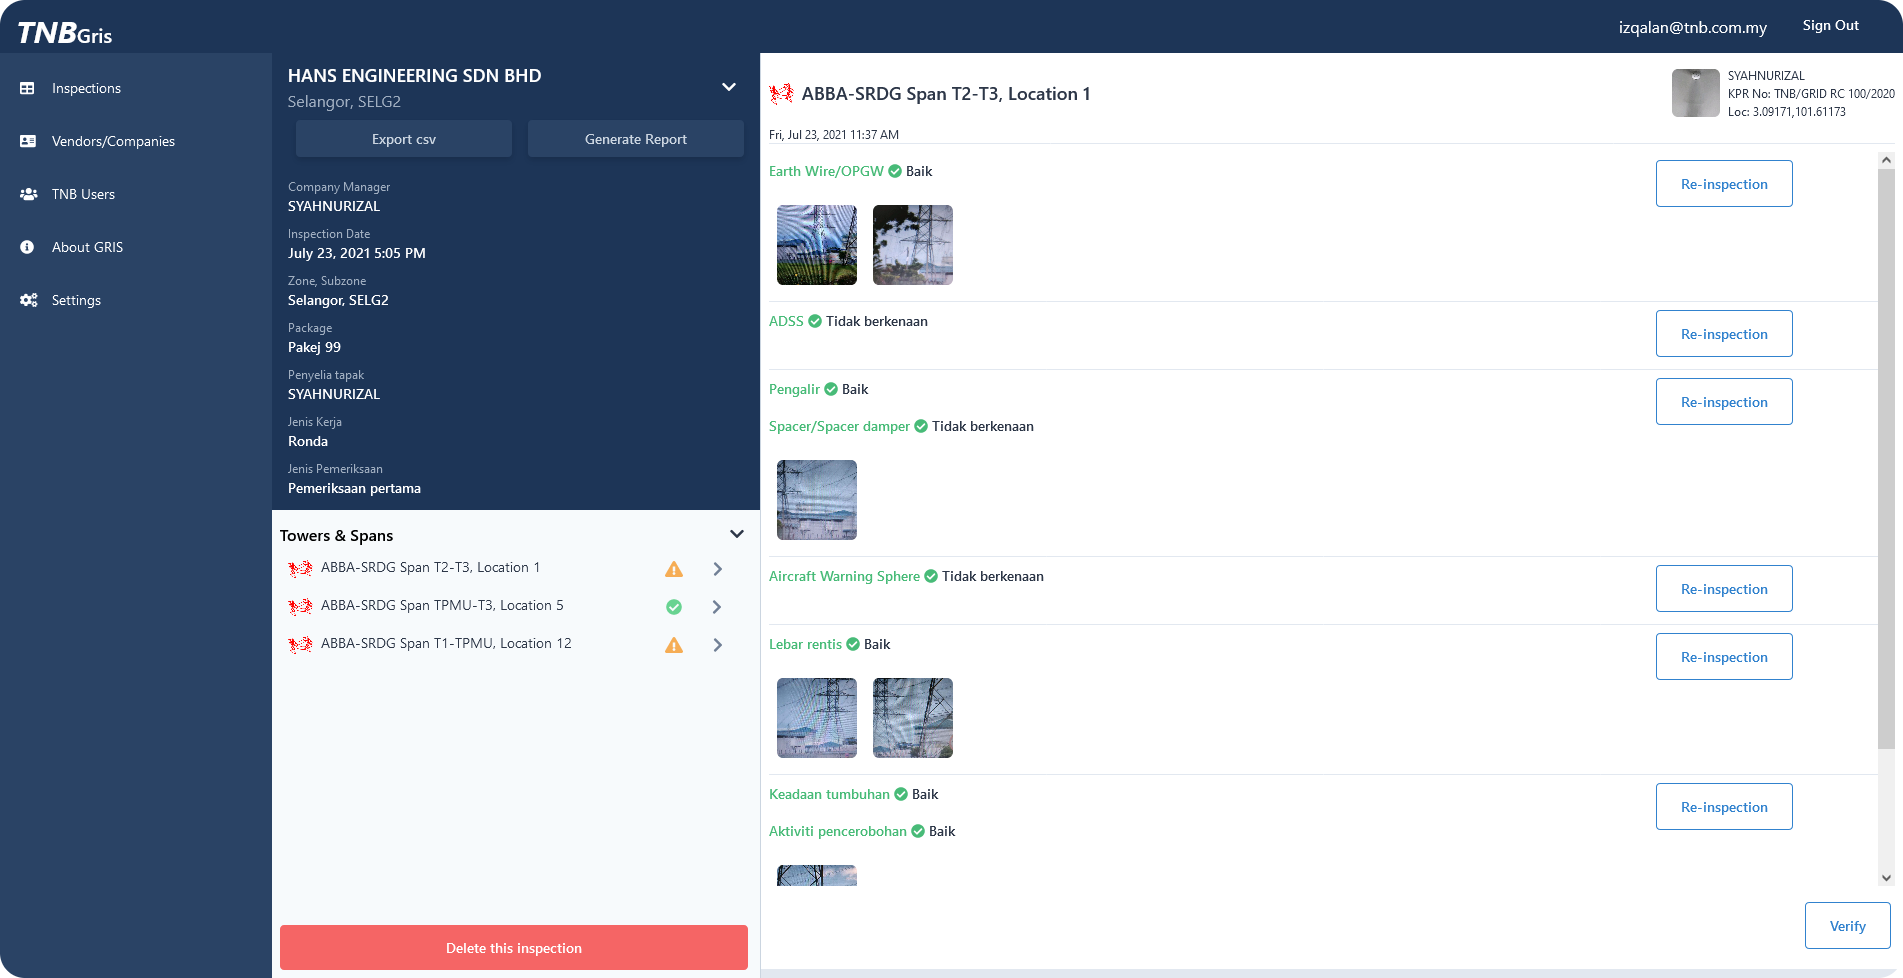 TNBGris
izqalan@tnb.com.my
Sign Out
Inspections
Vendors/Companies
TNB Users
About GRIS
Settings
HANS ENGINEERING SDN BHD
Selangor, SELG2
Export csv
Generate Report
Company Manager
SYAHNURIZAL
Inspection Date
July 23, 2021 5:05 PM
Zone, Subzone
Selangor, SELG2
Package
Pakej 99
Penyelia tapak
SYAHNURIZAL
Jenis Kerja
Ronda
Jenis Pemeriksaan
Pemeriksaan pertama
Towers & Spans
ABBA-SRDG Span T2-T3, Location 1
ABBA-SRDG Span TPMU-T3, Location 5
ABBA-SRDG Span T1-TPMU, Location 12
Delete this inspection
ABBA-SRDG Span T2-T3, Location 1
SYAHNURIZAL
KPR No: TNB/GRID RC 100/2020
Loc: 3.09171,101.61173
Fri, Jul 23, 2021 11:37 AM
Earth Wire/OPGW Baik
Re-inspection
ADSS Tidak berkenaan
Re-inspection
Pengalir Baik
Re-inspection
Spacer/Spacer damper Tidak berkenaan
Aircraft Warning Sphere Tidak berkenaan
Re-inspection
Lebar rentis Baik
Re-inspection
Keadaan tumbuhan Baik
Re-inspection
Aktiviti pencerobohan Baik
Verify